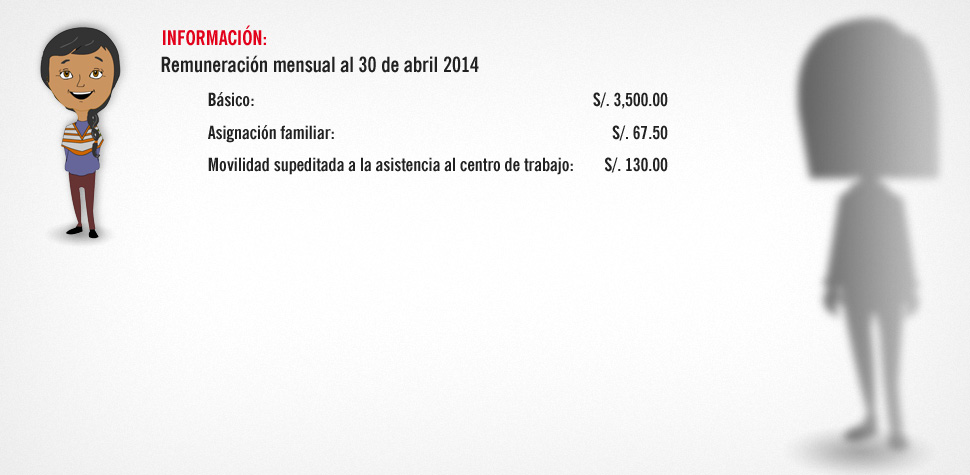 INFORMACIÓN:
Remuneración mensual al 30 de abril 2014
Básico: S/. 3,500.00
Asignación familiar: S/. 67.50
Movilidad supeditada a la asistencia al centro de trabajo: S/. 130.00